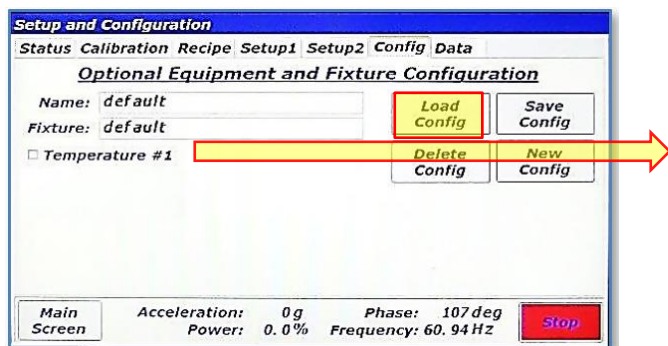 Setup and Configuration
Status Calibration Recipe Setup1 Setup2 Config Data
Optional Equipment and Fixture Configuration
Name: default
Fixture: default
Temperature #1
Load Config
Save Config
Delete Config
New Config
Main Screen
Acceleration: 0 g
Phase: 107 deg
Power: 0.0%
Frequency: 60.94 Hz
Stop